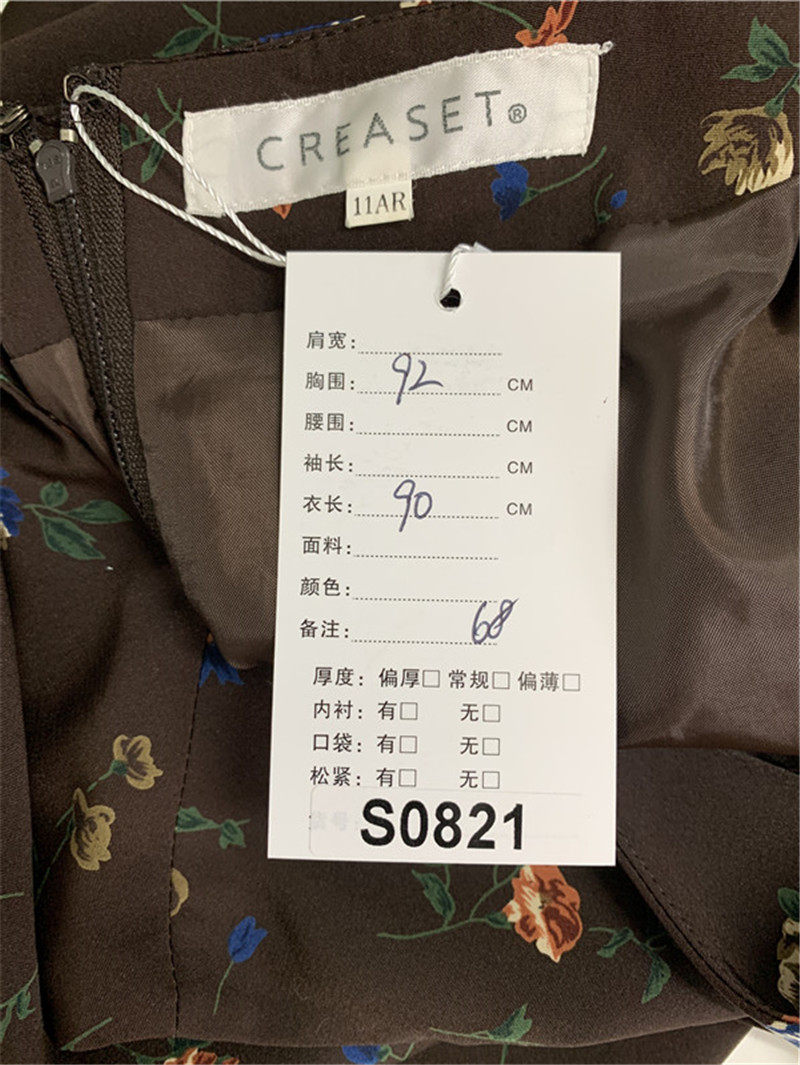 CREASET®
11AR
肩宽:
胸围: 92 CM
腰围: CM
袖长: CM
衣长: 90 CM
面料:
颜色:
备注: 68
厚度: 偏厚□ 常规□ 偏薄□
内衬: 有□ 无□
口袋: 有□ 无□
松紧: 有□ 无□
S0821